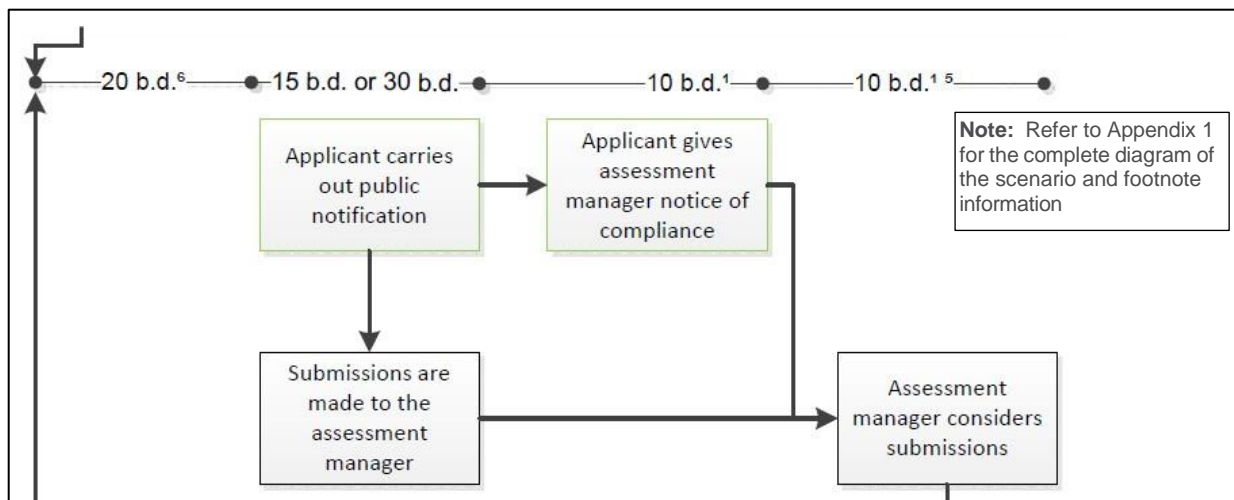 20 b.d.⁶ 15 b.d. or 30 b.d. 10 b.d.¹ 10 b.d.¹ ⁵
Note: Refer to Appendix 1
for the complete diagram of
the scenario and footnote
information
Applicant carries
out public
notification
Applicant gives
assessment
manager notice of
compliance
Submissions are
made to the
assessment
manager
Assessment
manager considers
submissions